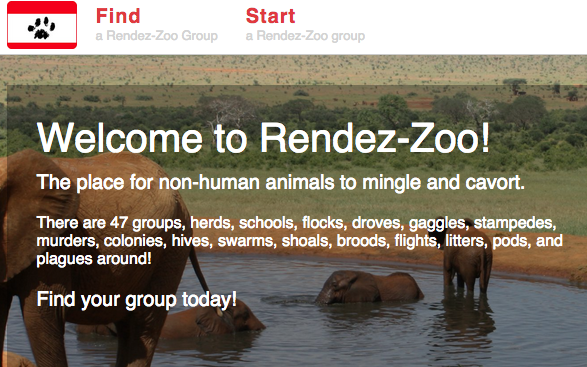 Find
Start
a Rendez-Zoo Group
a Rendez-Zoo group
Welcome to Rendez-Zoo!
The place for non-human animals to mingle and cavort.
There are 47 groups, herds, schools, flocks, droves, gaggles, stampedes,
murders, colonies, hives, swarms, shoals, broods, flights, litters, pods, and
plagues around!
Find your group today!